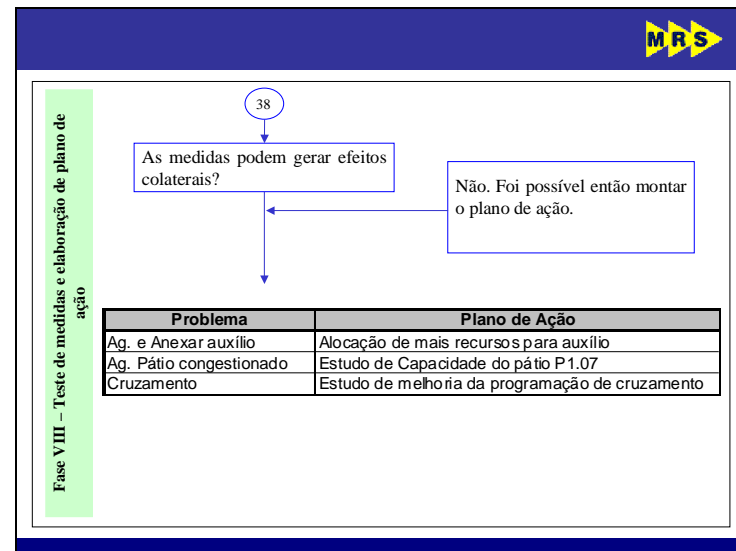 MRS
Fase VIII – Teste de medidas e elaboração de plano de
ação
38
As medidas podem gerar efeitos
colaterais?
Não. Foi possível então montar
o plano de ação.
Problema Plano de Ação
Ag. e Anexar auxílio Alocação de mais recursos para auxílio
Ag. Pátio congestionado Estudo de Capacidade do pátio P1.07
Cruzamento Estudo de melhoria da programação de cruzamento